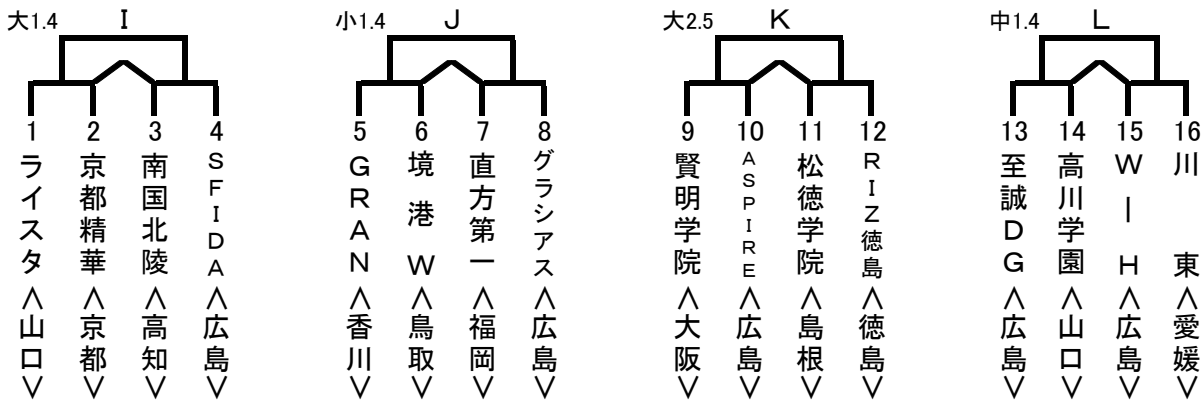 大1.4 I
小1.4 J
大2.5 K
中1.4 L
1 2 3 4 5 6 7 8 9 10 11 12 13 14 15 16
ライスタ<山口>
京都精華<京都>
南国北陵<高知>
SFIDA<広島>
GRAN<香川>
境港W<鳥取>
直方第一<福岡>
グラシアス<広島>
賢明学院<大阪>
ASPIRE<広島>
松徳学院<島根>
RIZ徳島<徳島>
至誠DG<広島>
高川学園<山口>
WーH<広島>
川東<愛媛>